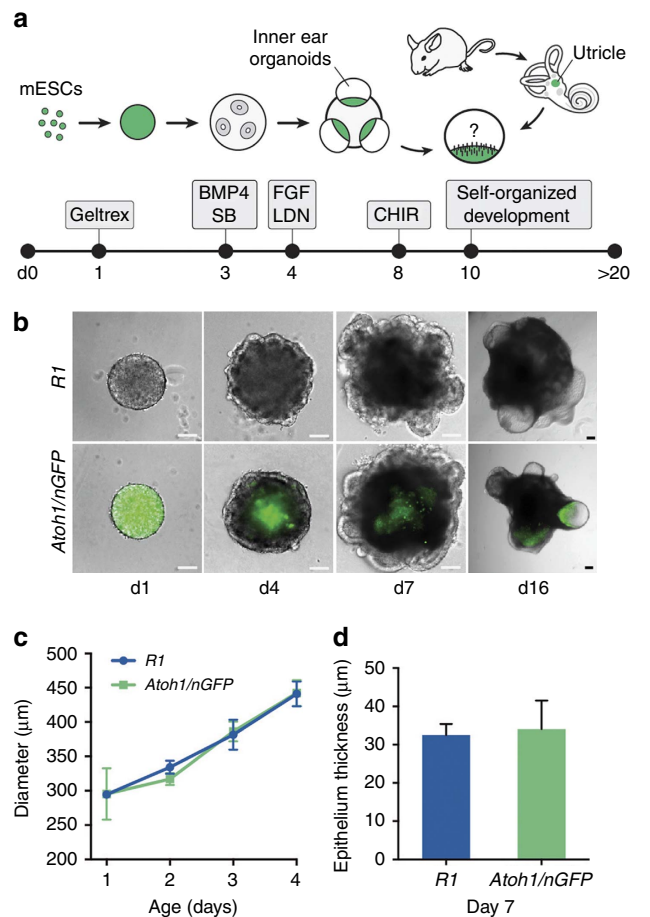 a
Inner ear
organoids
mESCs
Utricle
?
Geltrex
BMP4
SB
FGF
LDN
CHIR
Self-organized
development
d0
1
3
4
8
10
>20
b
R1
Atoh1/nGFP
d1
d4
d7
d16
c
500
450
400
350
300
250
200
Diameter (μm)
R1
Atoh1/nGFP
1
2
3
4
Age (days)
d
50
40
30
20
10
0
Epithelium thickness (μm)
R1
Atoh1/nGFP
Day 7